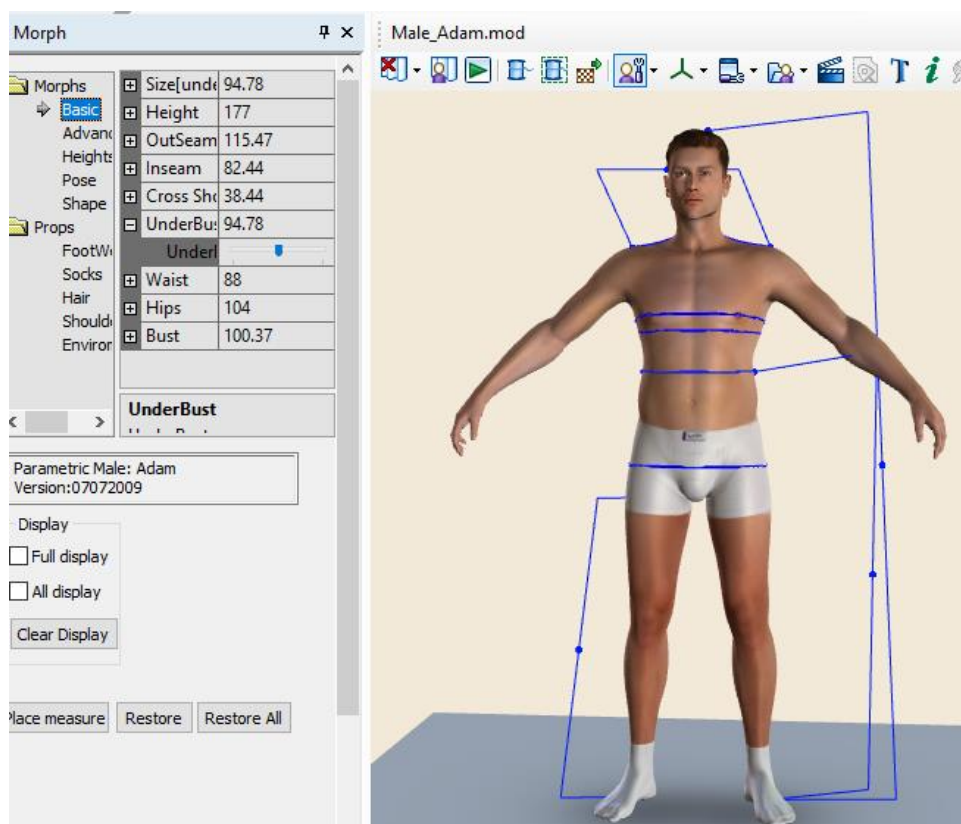 Morph
Male_Adam.mod
Morphs
Basic
Advanc
Heights
Pose
Shape
Props
FootW
Socks
Hair
Should
Enviror
Size[unde 94.78
Height 177
OutSeam 115.47
Inseam 82.44
Cross Sho 38.44
UnderBu: 94.78
Underl
Waist 88
Hips 104
Bust 100.37
UnderBust
Parametric Male: Adam
Version:07072009
Display
Full display
All display
Clear Display
Place measure Restore Restore All